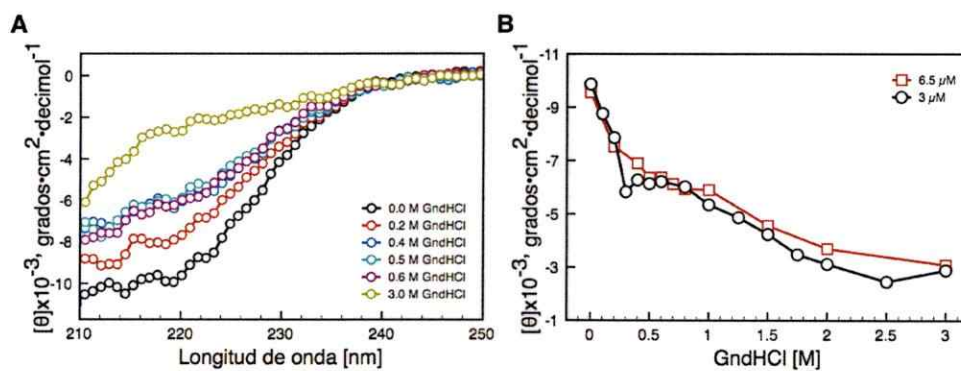 A
[θ]x10⁻³, grados•cm²•decimol⁻¹
0
-2
-4
-6
-8
-10
0.0 M GndHCl
0.2 M GndHCl
0.4 M GndHCl
0.5 M GndHCl
0.6 M GndHCl
3.0 M GndHCl
210 220 230 240 250
Longitud de onda [nm]
B
[θ]x10⁻³, grados•cm²•decimol⁻¹
-11
-9
-7
-5
-3
-1
6.5 µM
3 µM
0 0.5 1 1.5 2 2.5 3
GndHCl [M]